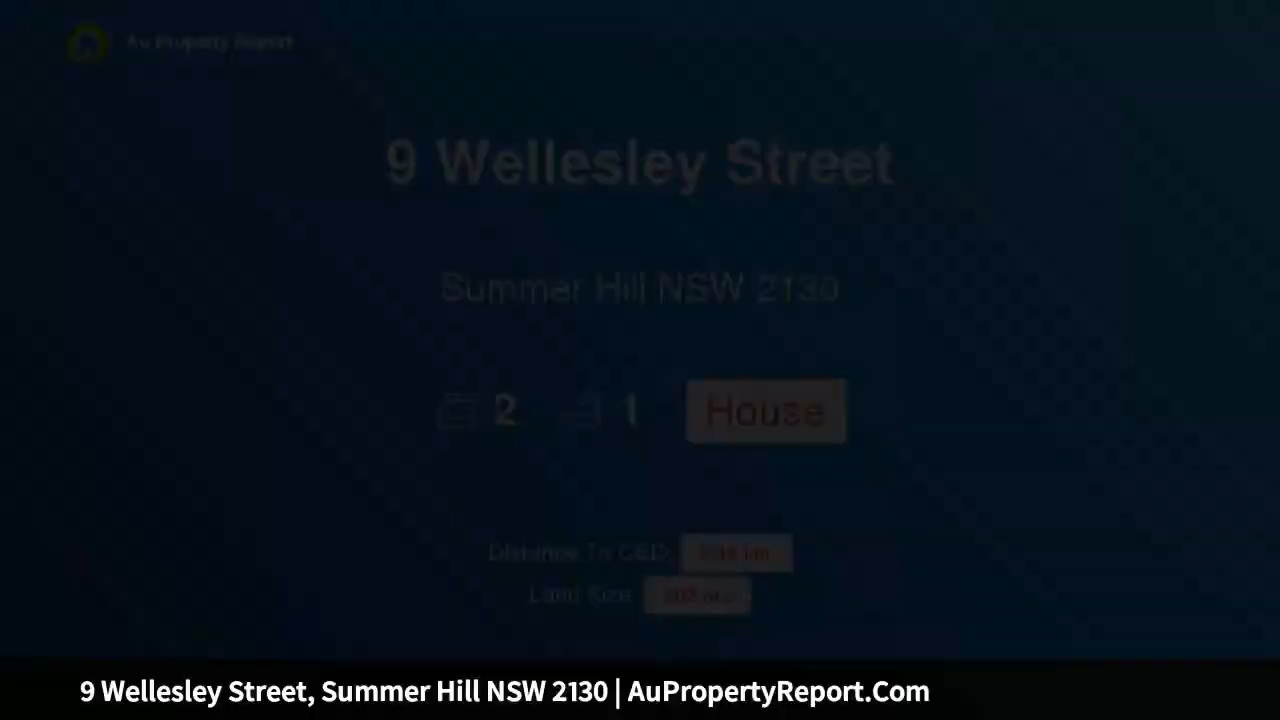 Au Property Report
9 Wellesley Street
Summer Hill NSW 2130
2 1 House
Distance To CBD:
Land Size:
9 Wellesley Street, Summer Hill NSW 2130 | AuPropertyReport.Com